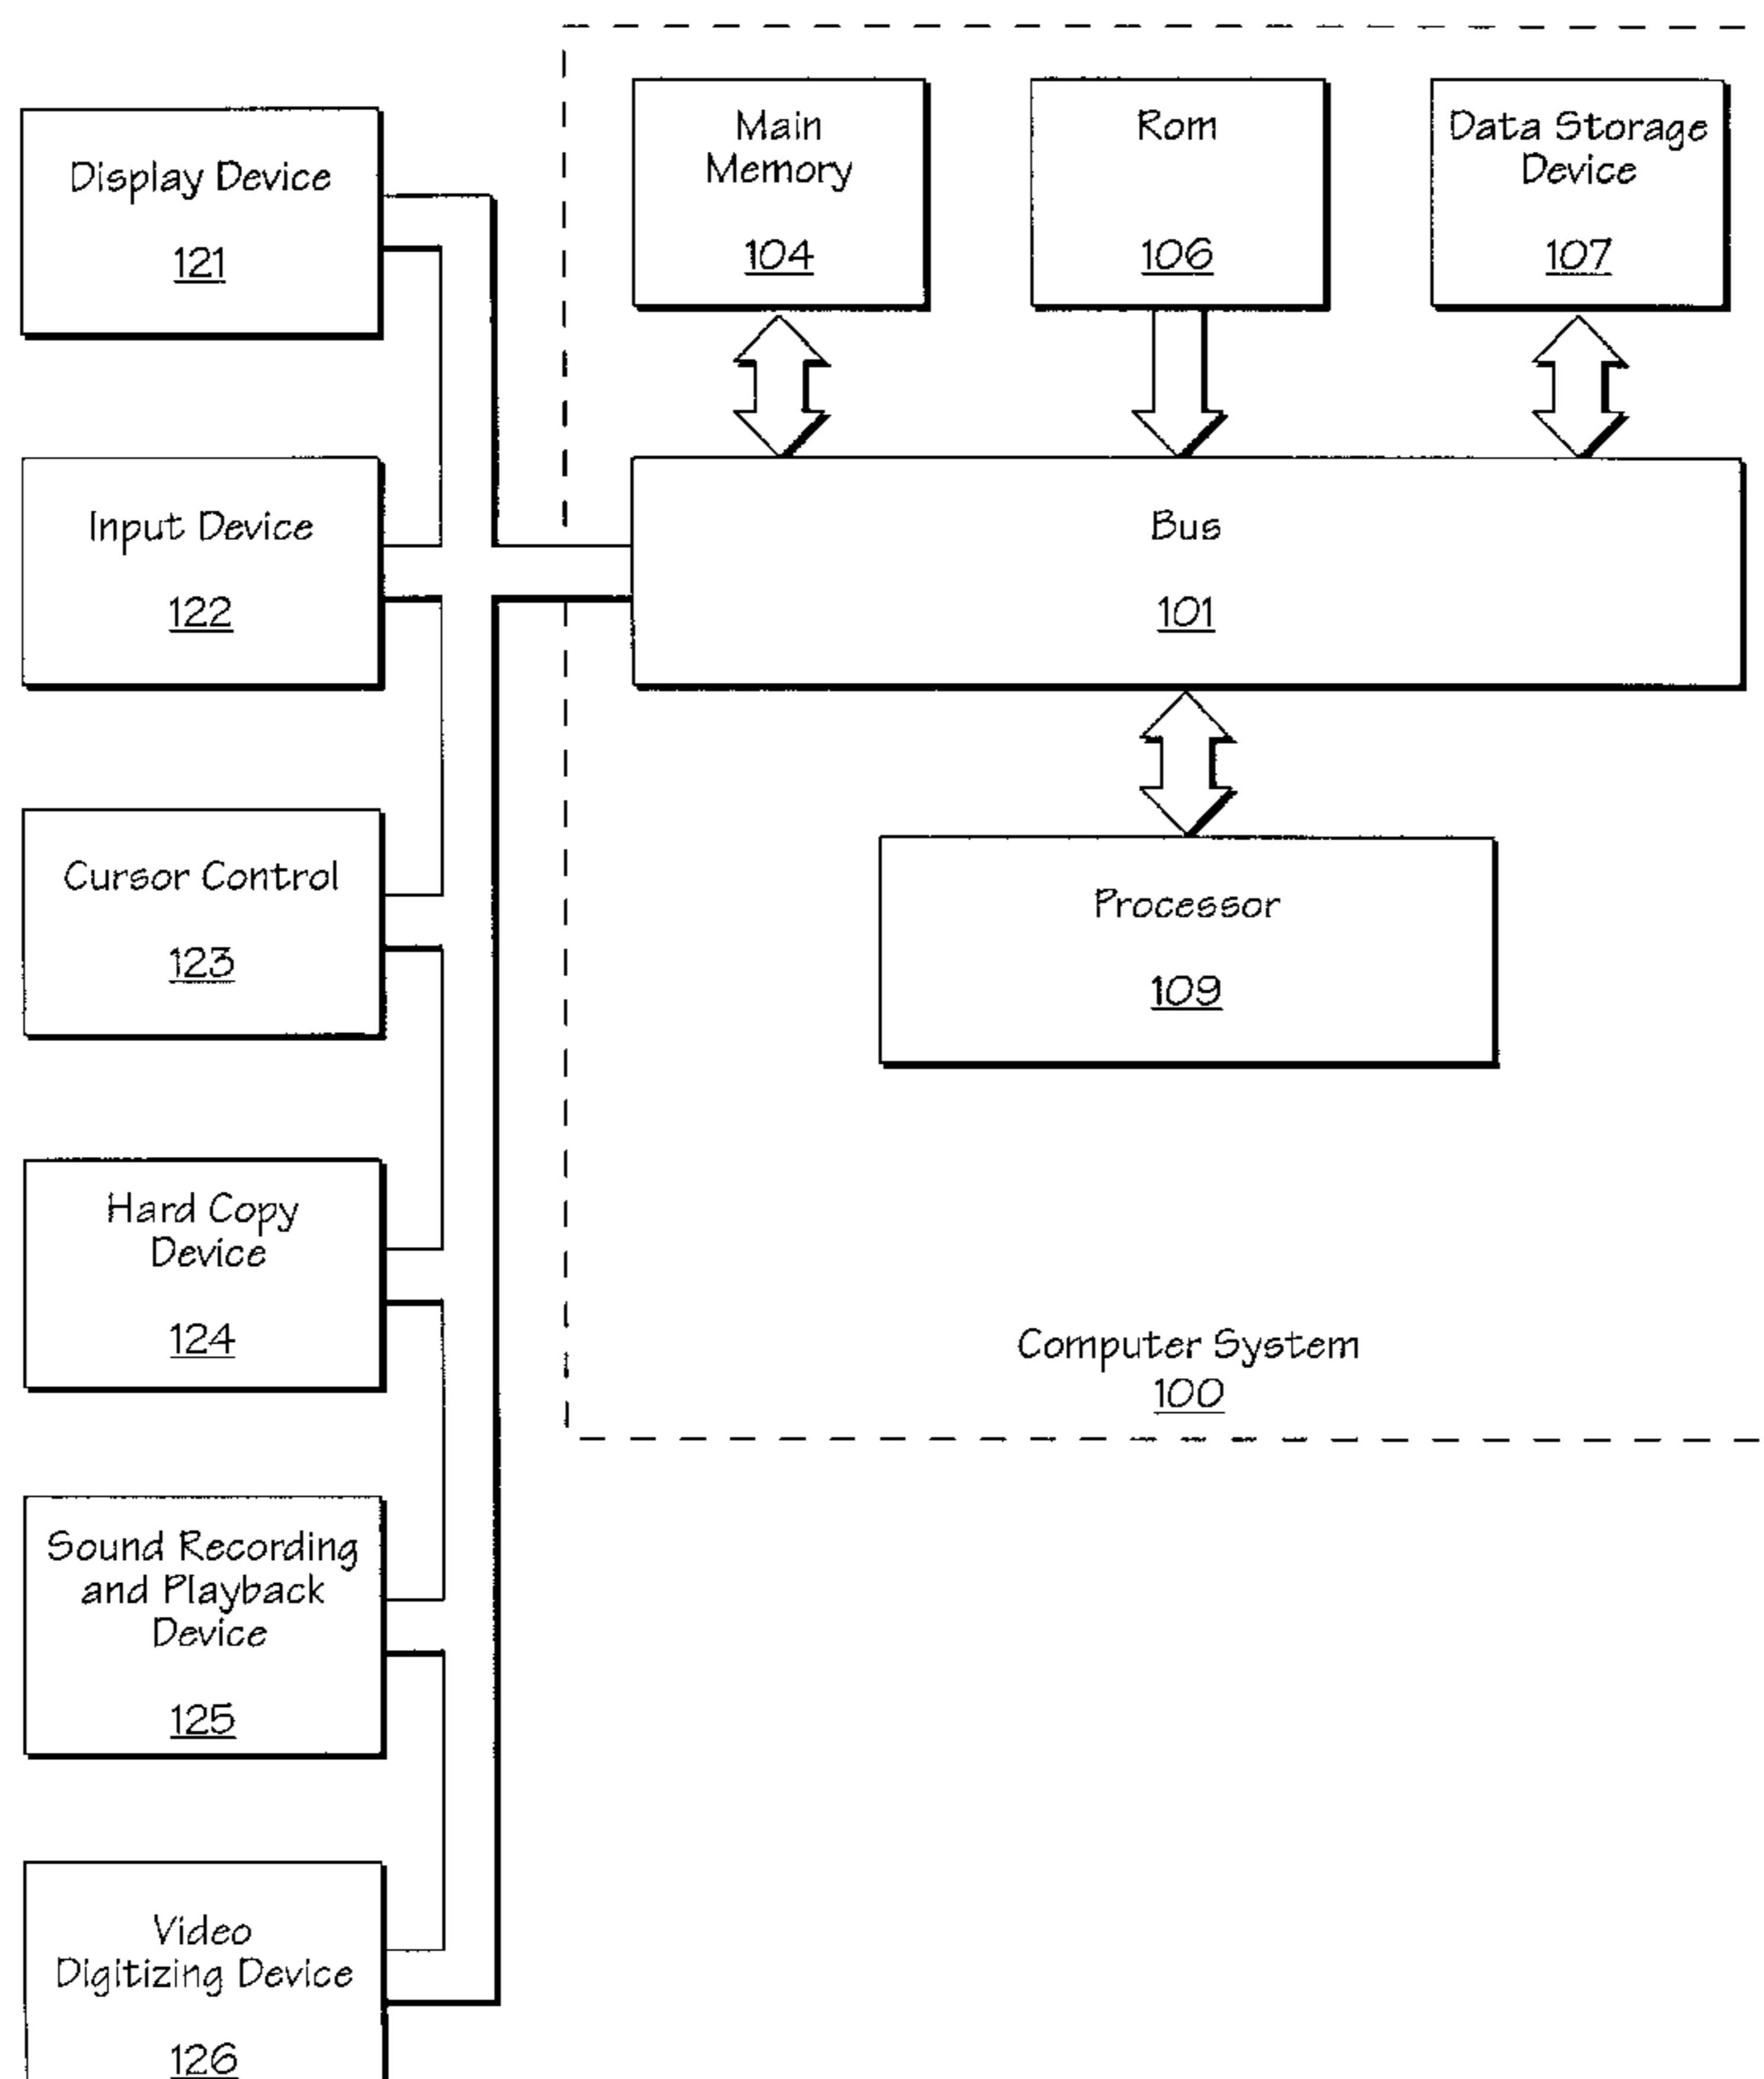 Display Device
121
Input Device
122
Cursor Control
123
Hard Copy
Device
124
Sound Recording
and Playback
Device
125
Video
Digitizing Device
126
Main
Memory
104
Rom
106
Data Storage
Device
107
Bus
101
Processor
109
Computer System
100